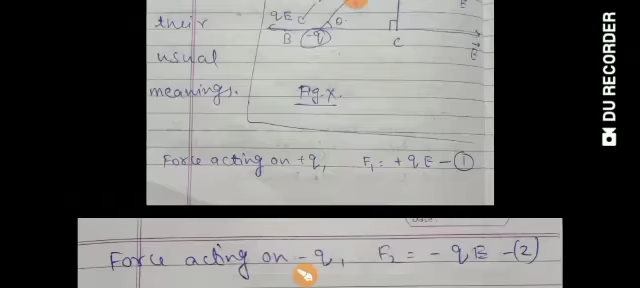 their
usual
meanings.
qE
θ
B
-q
C
E
E
Fig. X.
Force acting on +q, F₁ = +qE -①
Force acting on -q, F₂ = -qE -(2)
DU RECORDER